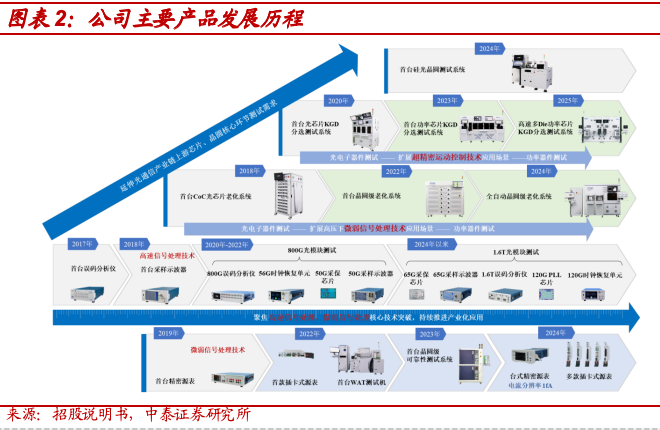 图表2：公司主要产品发展历程
2024年
首台硅光晶圆测试系统
延伸光通信产业链上游芯片、晶圆核心环节测试需求
2020年
2023年
2025年
首台光芯片KGD
分选测试系统
首台功率芯片KGD
分选测试系统
高速多Die功率芯片
KGD分选测试系统
光电子器件测试 —— 扩展超精密运动控制技术应用场景 —— 功率器件测试
2018年
2022年
2024年
首台CoC光芯片老化系统
首台晶圆级老化系统
全自动晶圆级老化系统
光电子器件测试 —— 扩展高压下微弱信号处理技术应用场景 —— 功率器件测试
2017年
2018年
2020年-2022年
2024年以来
高速信号处理技术
800G光模块测试
1.6T光模块测试
首台误码分析仪
首台采样示波器
800G误码分析仪
56G时钟恢复单元
50G采保
芯片
50G采样示波器
65G采保
芯片
65G采样示波器
1.6T误码分析仪
120G PLL
芯片
120G时钟恢复单元
聚焦
核心技术突破，持续推进产业化应用
2019年
2022年
2023年
2024年
微弱信号处理技术
首台精密源表
首款插卡式源表
首台WAT测试机
首台晶圆级
可靠性测试系统
台式精密源表
电流分辨率1fA
多款插卡式源表
来源：招股说明书，中泰证券研究所